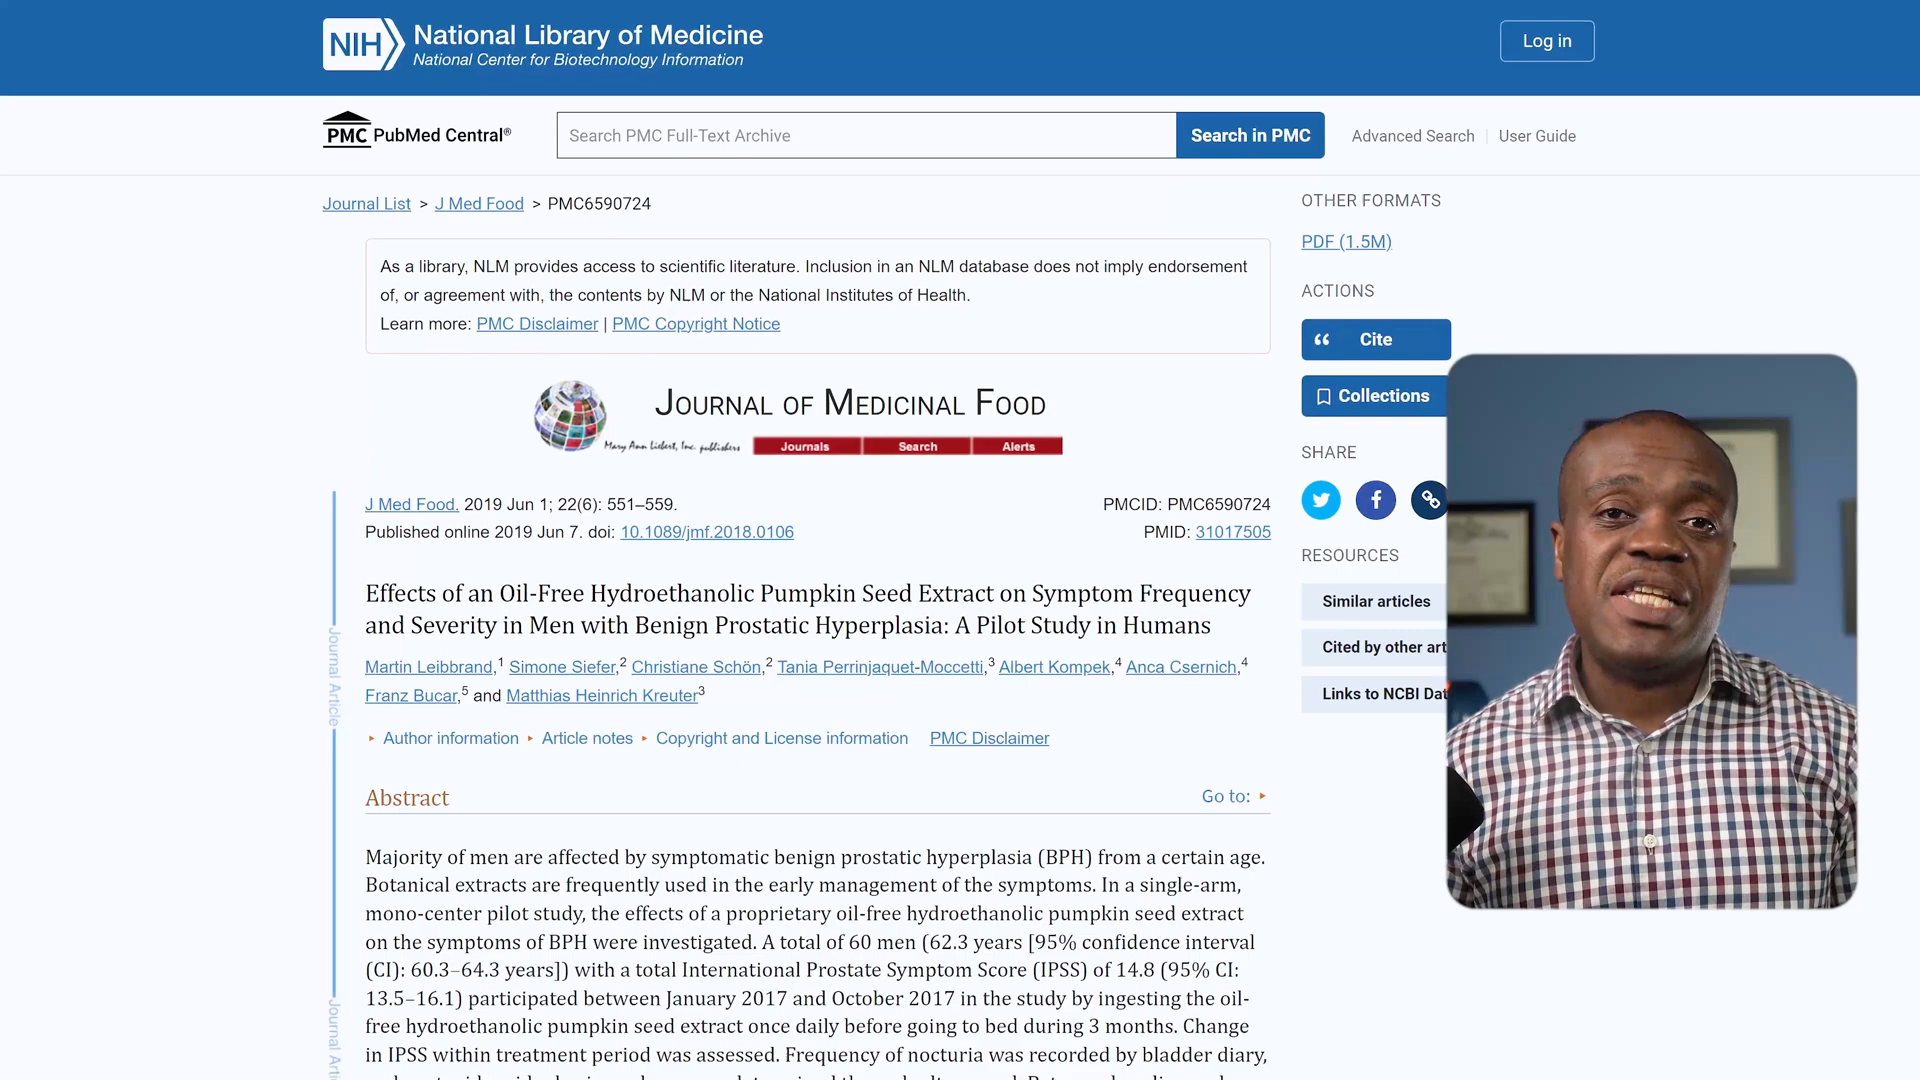 NIH National Library of Medicine
National Center for Biotechnology Information
Log in
PMC PubMed Central®
Search PMC Full-Text Archive
Search in PMC
Advanced Search
User Guide
Journal List > J Med Food > PMC6590724
As a library, NLM provides access to scientific literature. Inclusion in an NLM database does not imply endorsement
of, or agreement with, the contents by NLM or the National Institutes of Health.
Learn more: PMC Disclaimer | PMC Copyright Notice
JOURNAL OF MEDICINAL FOOD
Mary Ann Liebert, Inc. publishers
Journals
Search
Alerts
J Med Food. 2019 Jun 1; 22(6): 551–559.
PMCID: PMC6590724
Published online 2019 Jun 7. doi: 10.1089/jmf.2018.0106
PMID: 31017505
Effects of an Oil-Free Hydroethanolic Pumpkin Seed Extract on Symptom Frequency
and Severity in Men with Benign Prostatic Hyperplasia: A Pilot Study in Humans
Martin Leibbrand,1 Simone Siefer,2 Christiane Schön,2 Tania Perrinjaquet-Moccetti,3 Albert Kompek,4 Anca Csernich,4
Franz Bucar,5 and Matthias Heinrich Kreuter3
Author information
Article notes
Copyright and License information
PMC Disclaimer
Abstract
Go to:
Majority of men are affected by symptomatic benign prostatic hyperplasia (BPH) from a certain age.
Botanical extracts are frequently used in the early management of the symptoms. In a single-arm,
mono-center pilot study, the effects of a proprietary oil-free hydroethanolic pumpkin seed extract
on the symptoms of BPH were investigated. A total of 60 men (62.3 years [95% confidence interval
(CI): 60.3–64.3 years]) with a total International Prostate Symptom Score (IPSS) of 14.8 (95% CI:
13.5–16.1) participated between January 2017 and October 2017 in the study by ingesting the oil-
free hydroethanolic pumpkin seed extract once daily before going to bed during 3 months. Change
in IPSS within treatment period was assessed. Frequency of nocturia was recorded by bladder diary,
Journal Article
Journal Arti
OTHER FORMATS
PDF (1.5M)
ACTIONS
Cite
Collections
SHARE
RESOURCES
Similar articles
Cited by other art
Links to NCBI Dat